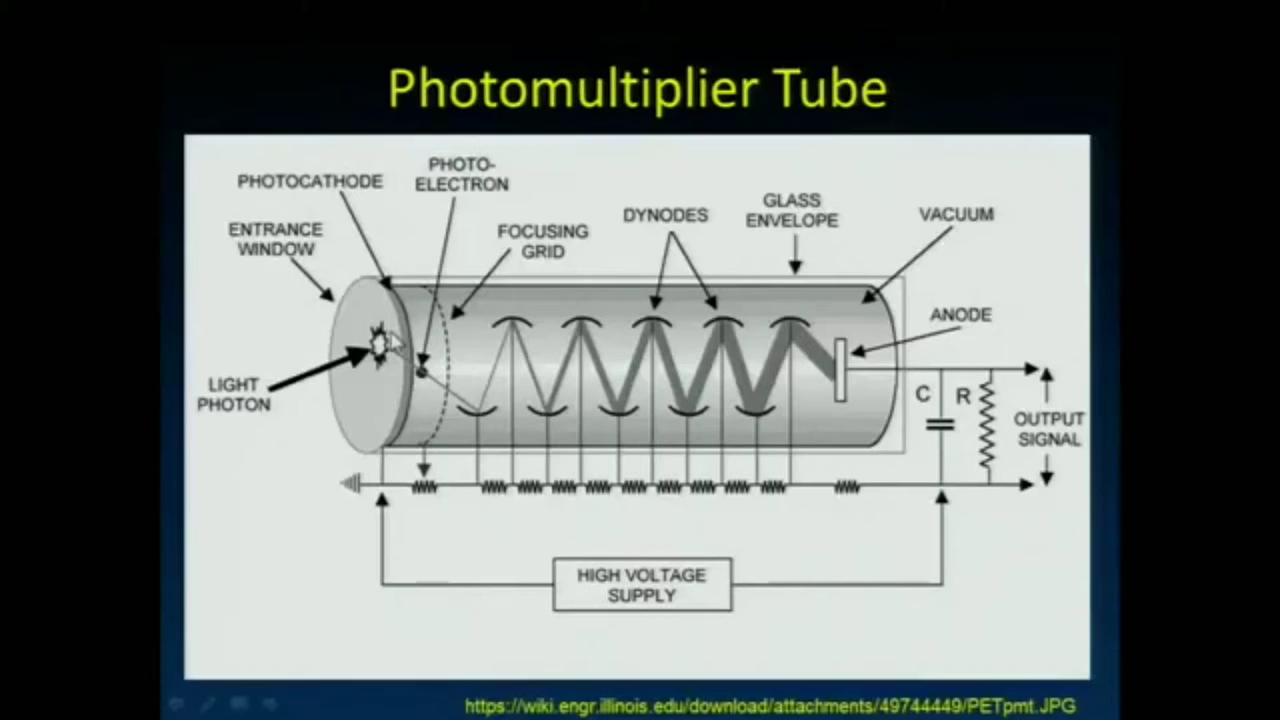 Photomultiplier Tube
PHOTO-
ELECTRON
PHOTOCATHODE
ENTRANCE
WINDOW
FOCUSING
GRID
DYNODES
GLASS
ENVELOPE
VACUUM
ANODE
LIGHT
PHOTON
C
R
OUTPUT
SIGNAL
HIGH VOLTAGE
SUPPLY
https://wiki.engr.illinois.edu/download/attachments/49744449/PETpmt.JPG